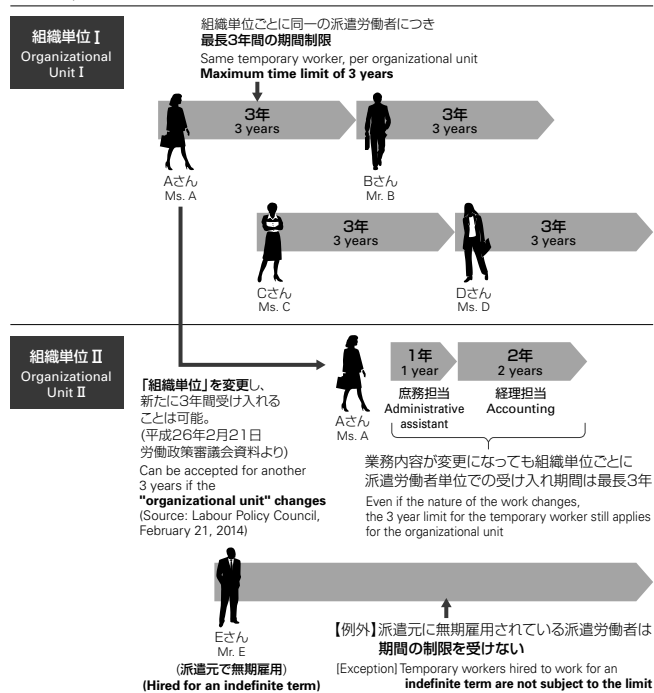 組織単位Ⅰ
Organizational
Unit Ⅰ
組織単位ごとに同一の派遣労働者につき
最長3年間の期間制限
Same temporary worker, per organizational unit
Maximum time limit of 3 years
3年
3 years
3年
3 years
Aさん
Ms. A
Bさん
Mr. B
3年
3 years
3年
3 years
Cさん
Ms. C
Dさん
Ms. D
組織単位Ⅱ
Organizational
Unit Ⅱ
「組織単位」を変更し、
新たに3年間受け入れる
ことは可能。
(平成26年2月21日
労働政策審議会資料より)
Can be accepted for another
3 years if the
"organizational unit" changes
(Source: Labour Policy Council,
February 21, 2014)
Aさん
Ms. A
1年
1 year
2年
2 years
庶務担当
Administrative
assistant
経理担当
Accounting
業務内容が変更になっても組織単位ごとに
派遣労働者単位での受け入れ期間は最長3年
Even if the nature of the work changes,
the 3 year limit for the temporary worker still applies
for the organizational unit
Eさん
Mr. E
(派遣元で無期雇用)
(Hired for an indefinite term)
【例外】派遣元に無期雇用されている派遣労働者は
期間の制限を受けない
[Exception] Temporary workers hired to work for an
indefinite term are not subject to the limit